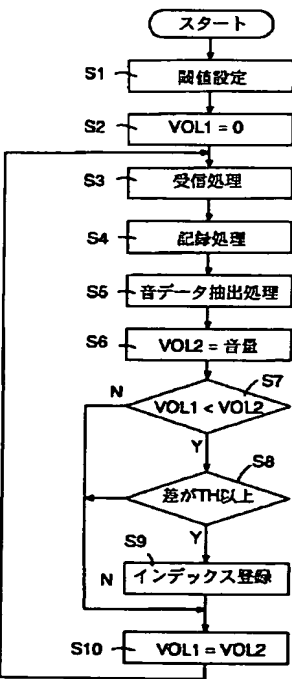 スタート
S1
閾値設定
S2
VOL1 = 0
S3
受信処理
S4
記録処理
S5
音データ抽出処理
S6
VOL2 = 音量
S7
N
VOL1 < VOL2
Y
S8
差がTH以上
Y
S9
N
インデックス登録
S10
VOL1 = VOL2